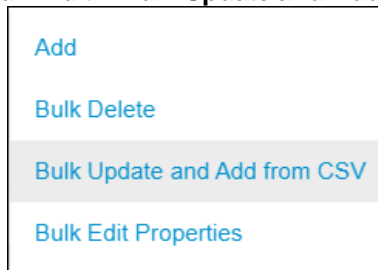 Add
Bulk Delete
Bulk Update and Add from CSV
Bulk Edit Properties